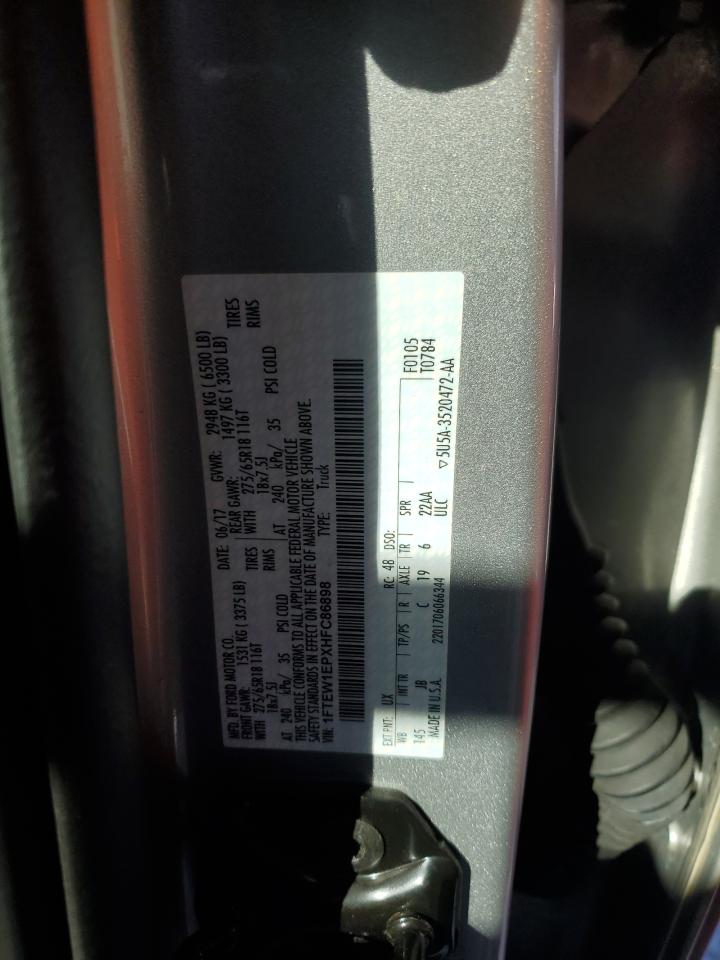 MFD. BY FORD MOTOR CO.
DATE: 06/17 GVWR: 2948 KG ( 6500 LB)
FRONT GAWR: 1531 KG ( 3375 LB) REAR GAWR: 1497 KG ( 3300 LB)
WITH 275/65R18 116T TIRES WITH 275/65R18 116T TIRES
18x7.5J RIMS 18x7.5J RIMS
AT 240 kPa/ 35 PSI COLD AT 240 kPa/ 35 PSI COLD
THIS VEHICLE CONFORMS TO ALL APPLICABLE FEDERAL MOTOR VEHICLE
SAFETY STANDARDS IN EFFECT ON THE DATE OF MANUFACTURE SHOWN ABOVE.
VIN: 1FTEW1EPXHFC86898 TYPE: Truck
EXT PNT: UX RC: 48 DSO: F0105
WB INT TR TP/PS R AXLE TR SPR T0784
145 JB C 19 6 22AA
ULC
MADE IN U.S.A. 2201706066344 ▽5U5A-3520472-AA